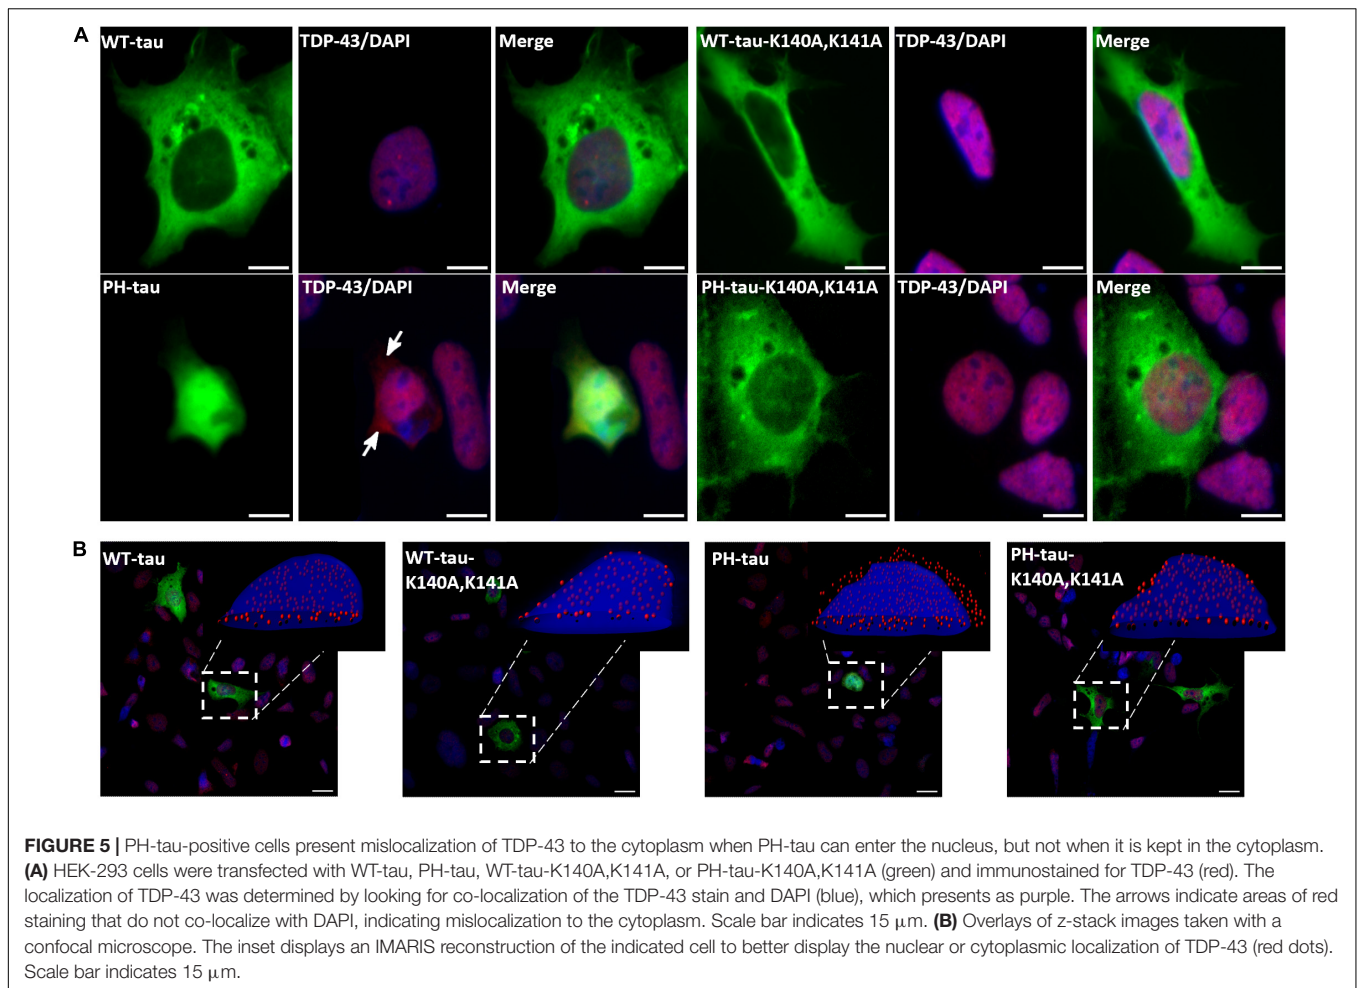 A
WT-tau
TDP-43/DAPI
Merge
WT-tau-K140A,K141A
TDP-43/DAPI
Merge
PH-tau
TDP-43/DAPI
Merge
PH-tau-K140A,K141A
TDP-43/DAPI
Merge
B
WT-tau
WT-tau-
K140A,K141A
PH-tau
PH-tau-
K140A,K141A
FIGURE 5 | PH-tau-positive cells present mislocalization of TDP-43 to the cytoplasm when PH-tau can enter the nucleus, but not when it is kept in the cytoplasm.
(A) HEK-293 cells were transfected with WT-tau, PH-tau, WT-tau-K140A,K141A, or PH-tau-K140A,K141A (green) and immunostained for TDP-43 (red). The
localization of TDP-43 was determined by looking for co-localization of the TDP-43 stain and DAPI (blue), which presents as purple. The arrows indicate areas of red
staining that do not co-localize with DAPI, indicating mislocalization to the cytoplasm. Scale bar indicates 15 μm. (B) Overlays of z-stack images taken with a
confocal microscope. The inset displays an IMARIS reconstruction of the indicated cell to better display the nuclear or cytoplasmic localization of TDP-43 (red dots).
Scale bar indicates 15 μm.